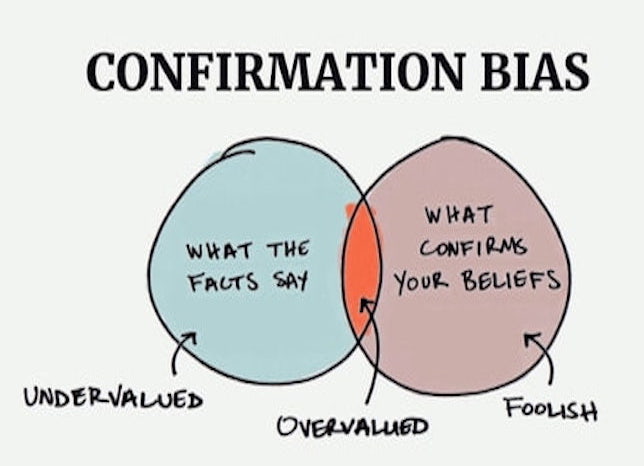 CONFIRMATION BIAS
WHAT THE
FACTS SAY
WHAT
CONFIRMS
YOUR BELIEFS
UNDERVALUED
OVERVALUED
FOOLISH